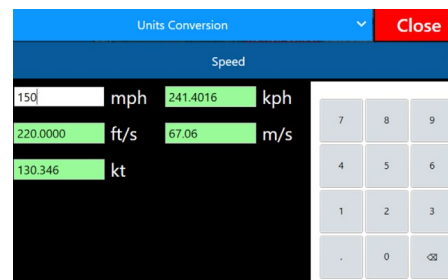 Units Conversion Close
Speed
150 mph 241.4016 kph
220.0000 ft/s 67.06 m/s
130.346 kt
7 8 9
4 5 6
1 2 3
. 0 ⌫